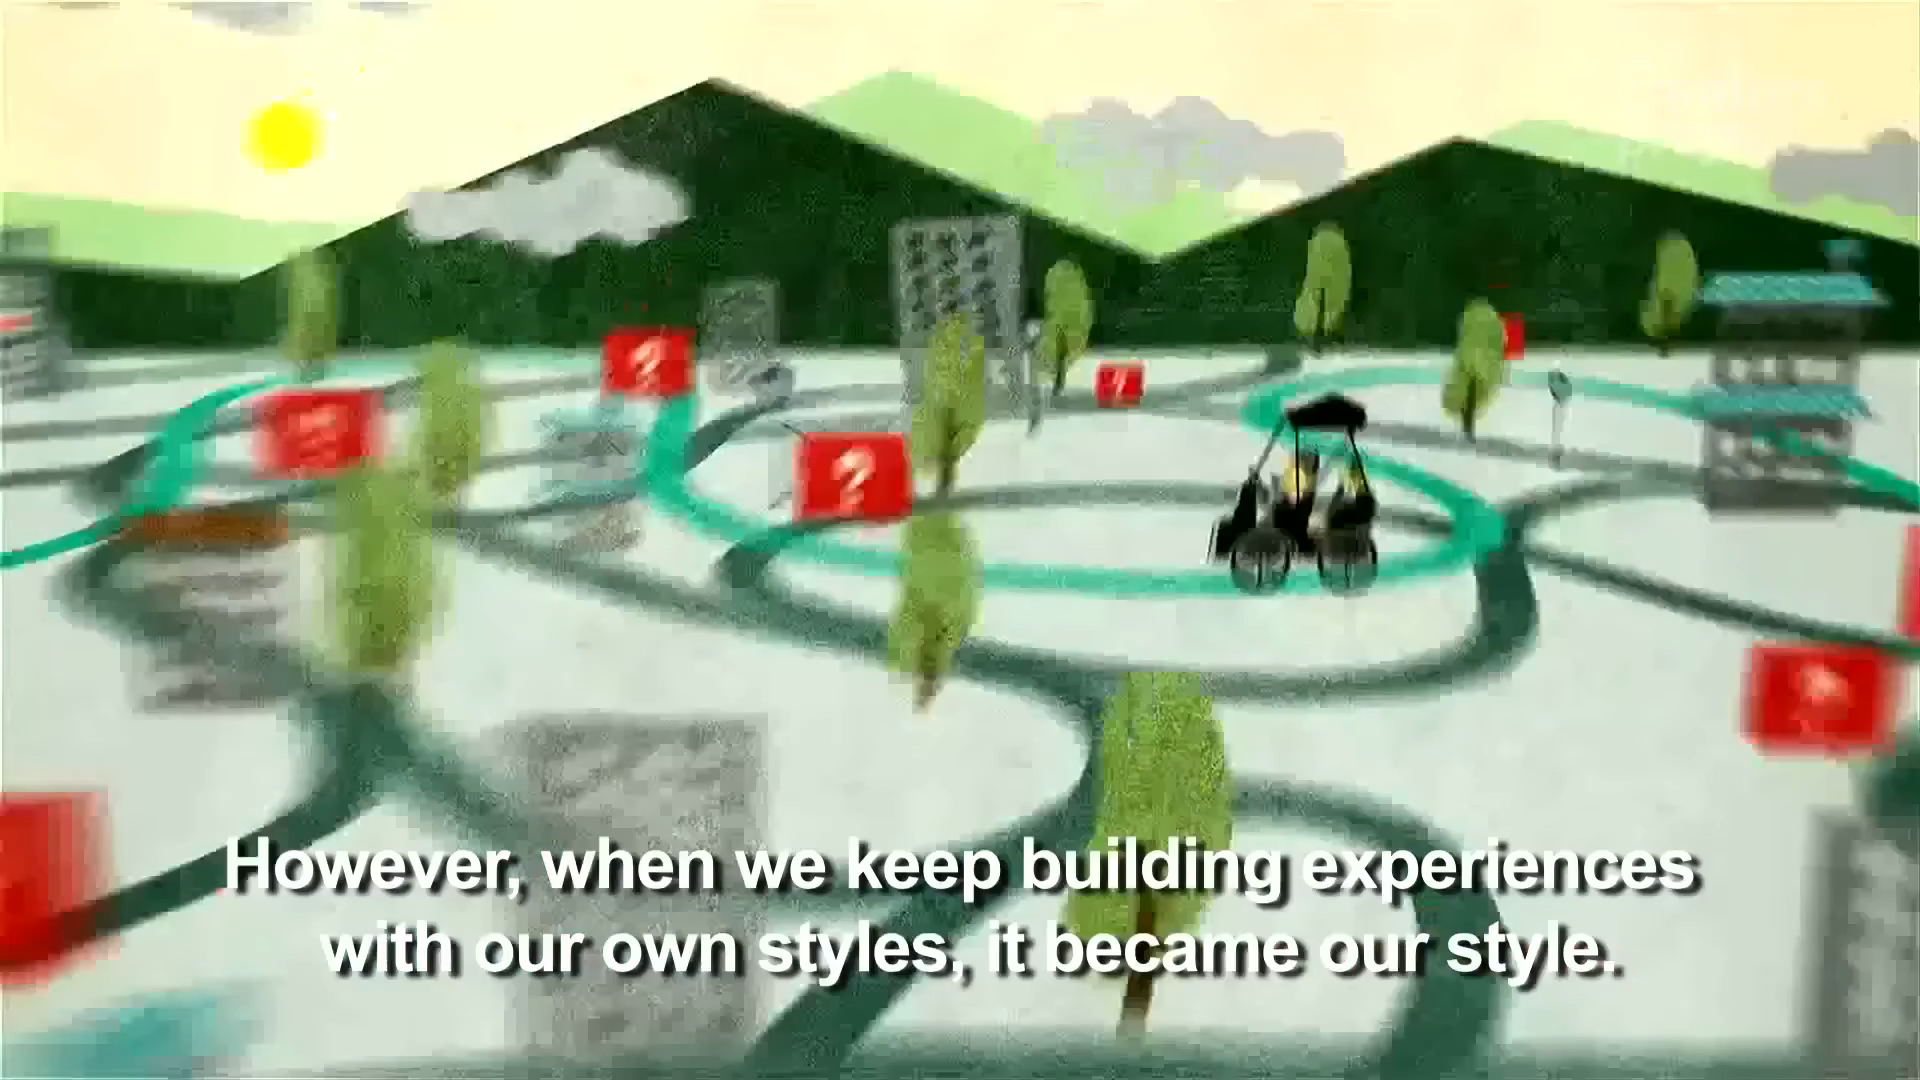 However, when we keep building experiences
with our own styles, it became our style.